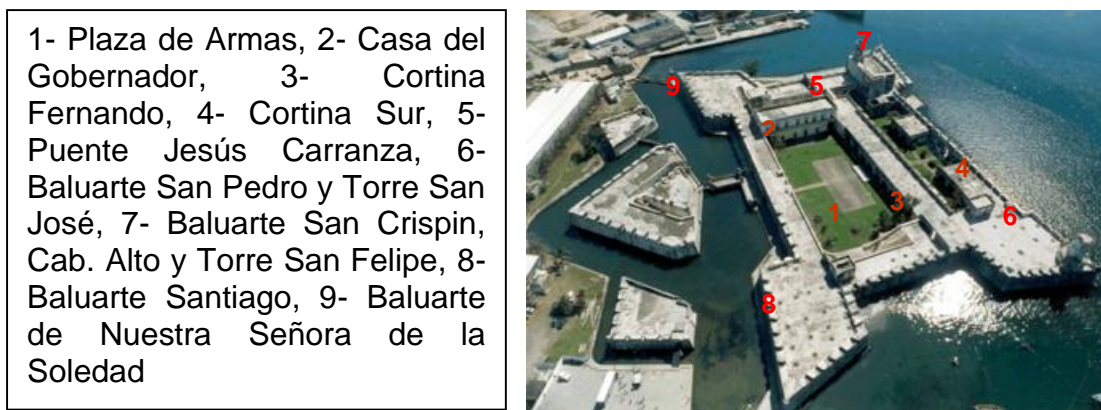 1- Plaza de Armas, 2- Casa del
Gobernador, 3- Cortina
Fernando, 4- Cortina Sur, 5-
Puente Jesús Carranza, 6-
Baluarte San Pedro y Torre San
José, 7- Baluarte San Crispin,
Cab. Alto y Torre San Felipe, 8-
Baluarte Santiago, 9- Baluarte
de Nuestra Señora de la
Soledad
7
9
5
2
4
3
1
6
8